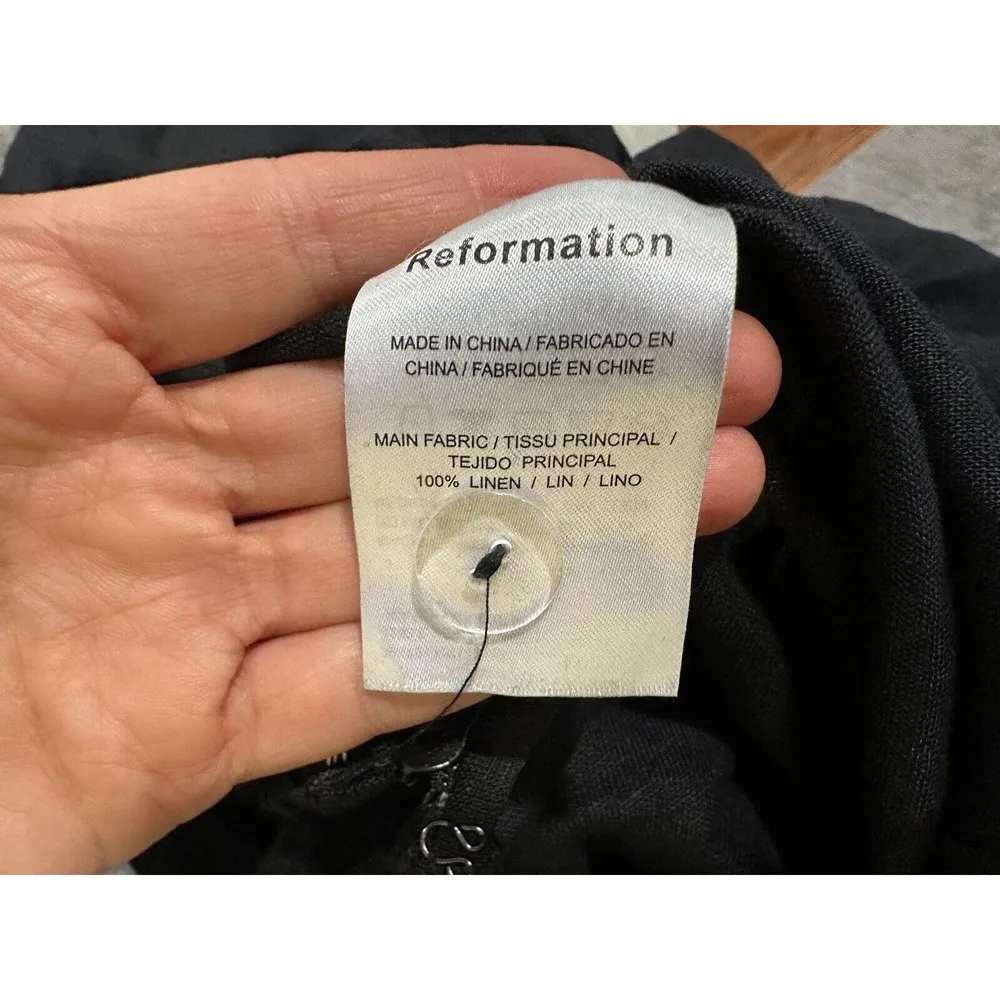 Reformation
MADE IN CHINA / FABRICADO EN
CHINA / FABRIQUÉ EN CHINE
MAIN FABRIC / TISSU PRINCIPAL /
TEJIDO PRINCIPAL
100% LINEN / LIN / LINO